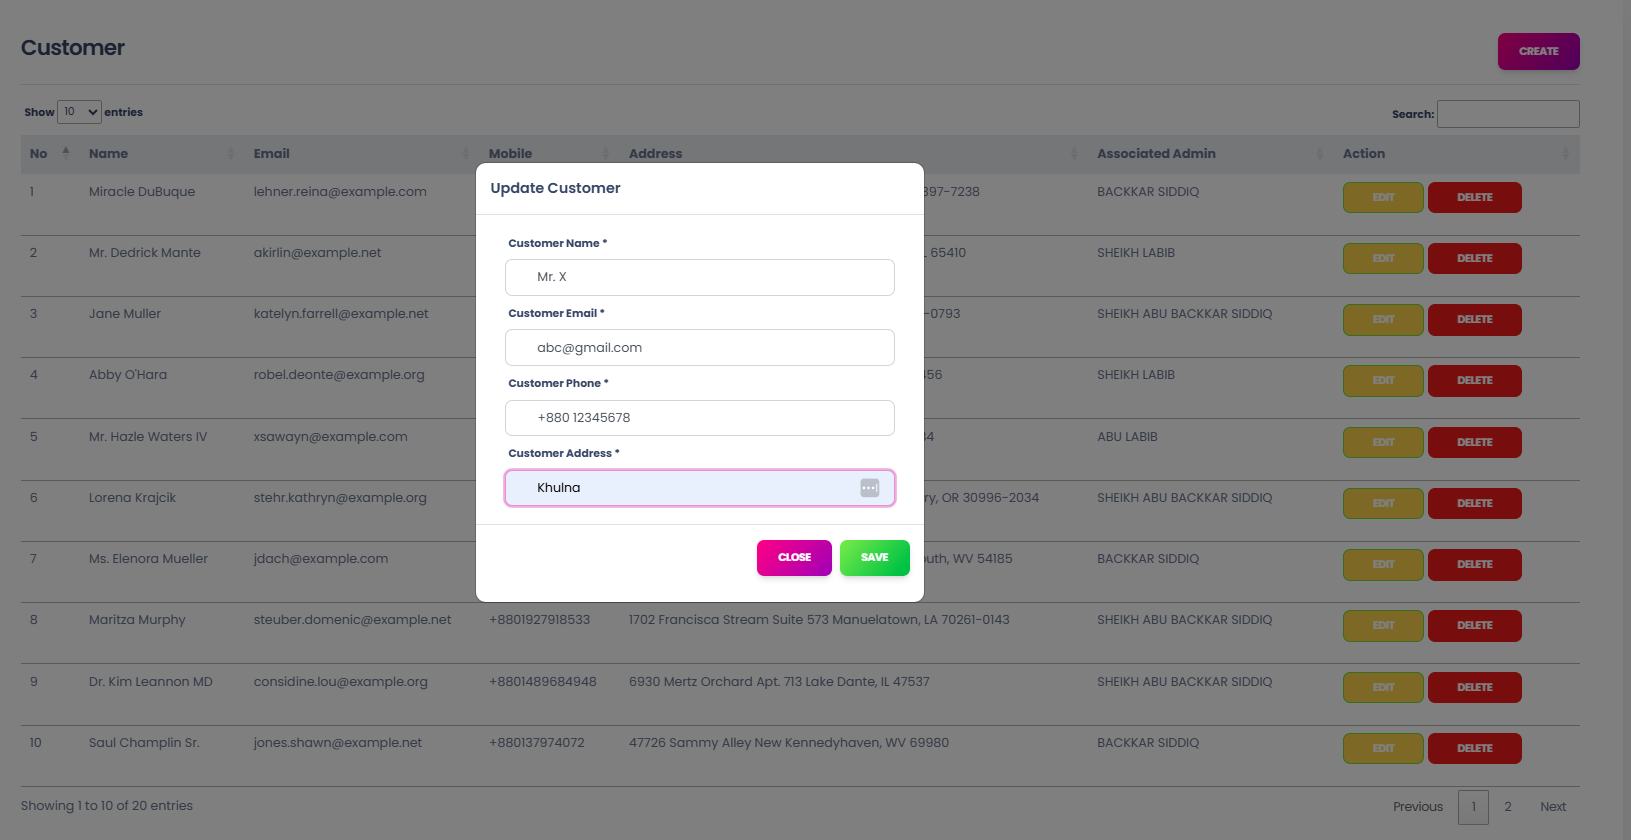 Customer
CREATE
Show 10 entries
Search:
No Name Email Mobile Address Associated Admin Action
1 Miracle DuBuque lehner.reina@example.com 397-7238 BACKKAR SIDDIQ EDIT DELETE
Update Customer
2 Mr. Dedrick Mante akirlin@example.net 65410 SHEIKH LABIB EDIT DELETE
Customer Name *
Mr. X
3 Jane Muller katelyn.farrell@example.net -0793 SHEIKH ABU BACKKAR SIDDIQ EDIT DELETE
Customer Email *
abc@gmail.com
4 Abby O'Hara robel.deonte@example.org 456 SHEIKH LABIB EDIT DELETE
Customer Phone *
+880 12345678
5 Mr. Hazle Waters IV xsawayn@example.com ABU LABIB EDIT DELETE
Customer Address *
Khulna
6 Lorena Krajcik stehr.kathryn@example.org ry, OR 30996-2034 SHEIKH ABU BACKKAR SIDDIQ EDIT DELETE
7 Ms. Elenora Mueller jdach@example.com outh, WV 54185 BACKKAR SIDDIQ EDIT DELETE
CLOSE SAVE
8 Maritza Murphy steuber.domenic@example.net +8801927918533 1702 Francisca Stream Suite 573 Manuelatown, LA 70261-0143 SHEIKH ABU BACKKAR SIDDIQ EDIT DELETE
9 Dr. Kim Leannon MD considine.lou@example.org +8801489684948 6930 Mertz Orchard Apt. 713 Lake Dante, IL 47537 SHEIKH ABU BACKKAR SIDDIQ EDIT DELETE
10 Saul Champlin Sr. jones.shawn@example.net +880137974072 47726 Sammy Alley New Kennedyhaven, WV 69980 BACKKAR SIDDIQ EDIT DELETE
Showing 1 to 10 of 20 entries
Previous 1 2 Next